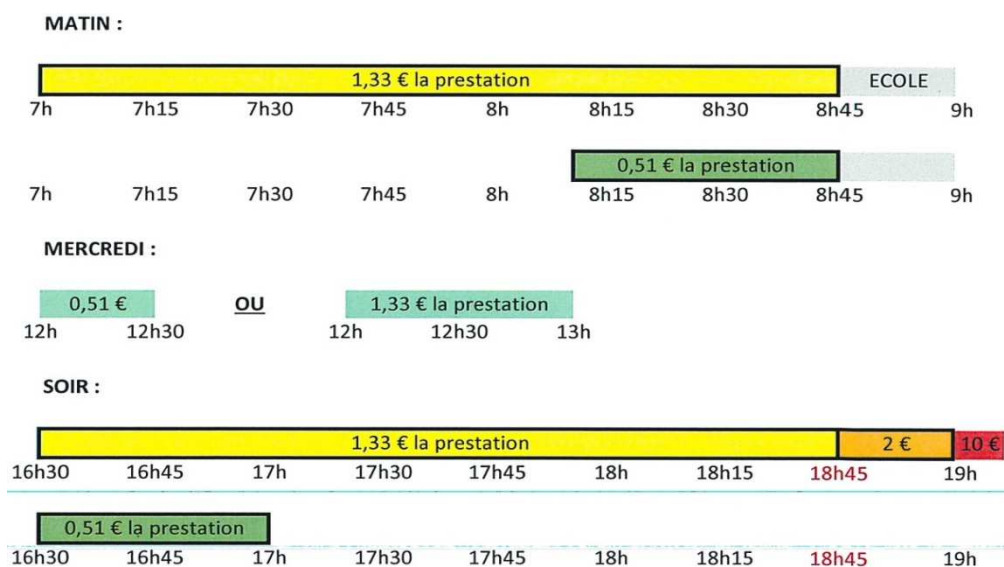 MATIN :
1,33 € la prestation ECOLE
7h 7h15 7h30 7h45 8h 8h15 8h30 8h45 9h
0,51 € la prestation
7h 7h15 7h30 7h45 8h 8h15 8h30 8h45 9h
MERCREDI :
0,51 € OU 1,33 € la prestation
12h 12h30 12h 12h30 13h
SOIR :
1,33 € la prestation 2 € 10 €
16h30 16h45 17h 17h30 17h45 18h 18h15 18h45 19h
0,51 € la prestation
16h30 16h45 17h 17h30 17h45 18h 18h15 18h45 19h